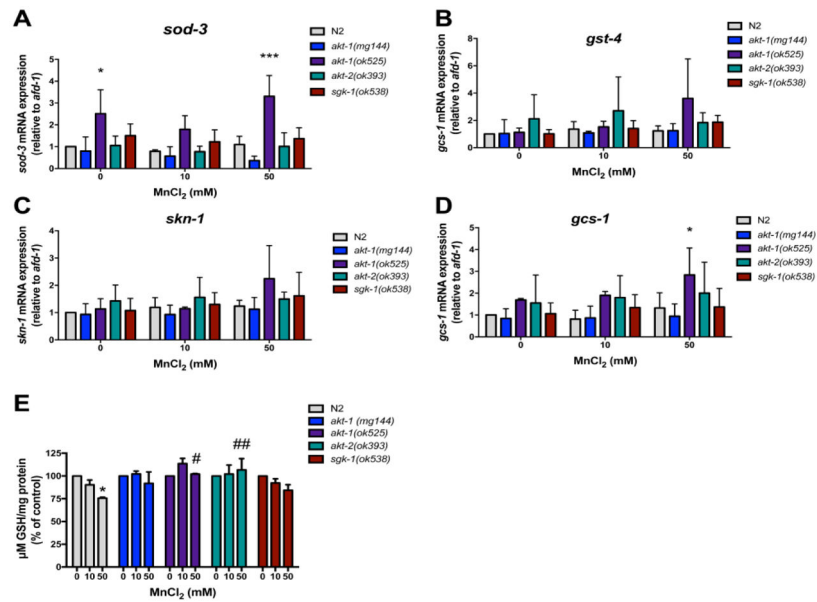 A
sod-3
N2
akt-1(mg144)
akt-1(ok525)
akt-2(ok393)
sgk-1(ok538)
sod-3 mRNA expression
(relative to afd-1)
5
4
3
2
1
0
*
***
0
10
50
MnCl2 (mM)
B
gst-4
N2
akt-1(mg144)
akt-1(ok525)
akt-2(ok393)
sgk-1(ok538)
gcs-1 mRNA expression
(relative to afd-1)
8
6
4
2
0
0
10
50
MnCl2 (mM)
C
skn-1
N2
akt-1(mg144)
akt-1(ok525)
akt-2(ok393)
sgk-1(ok538)
skn-1 mRNA expression
(relative to afd-1)
5
4
3
2
1
0
0
10
50
MnCl2 (mM)
D
gcs-1
N2
akt-1(mg144)
akt-1(ok525)
akt-2(ok393)
sgk-1(ok538)
gcs-1 mRNA expression
(relative to afd-1)
6
5
4
3
2
1
0
*
0
10
50
MnCl2 (mM)
E
N2
akt-1 (mg144)
akt-1(ok525)
akt-2(ok393)
sgk-1(ok538)
µM GSH/mg protein
(% of control)
125
100
75
50
25
0
*
#
##
0 10 50 0 10 50 0 10 50 0 10 50 0 10 50
MnCl2 (mM)